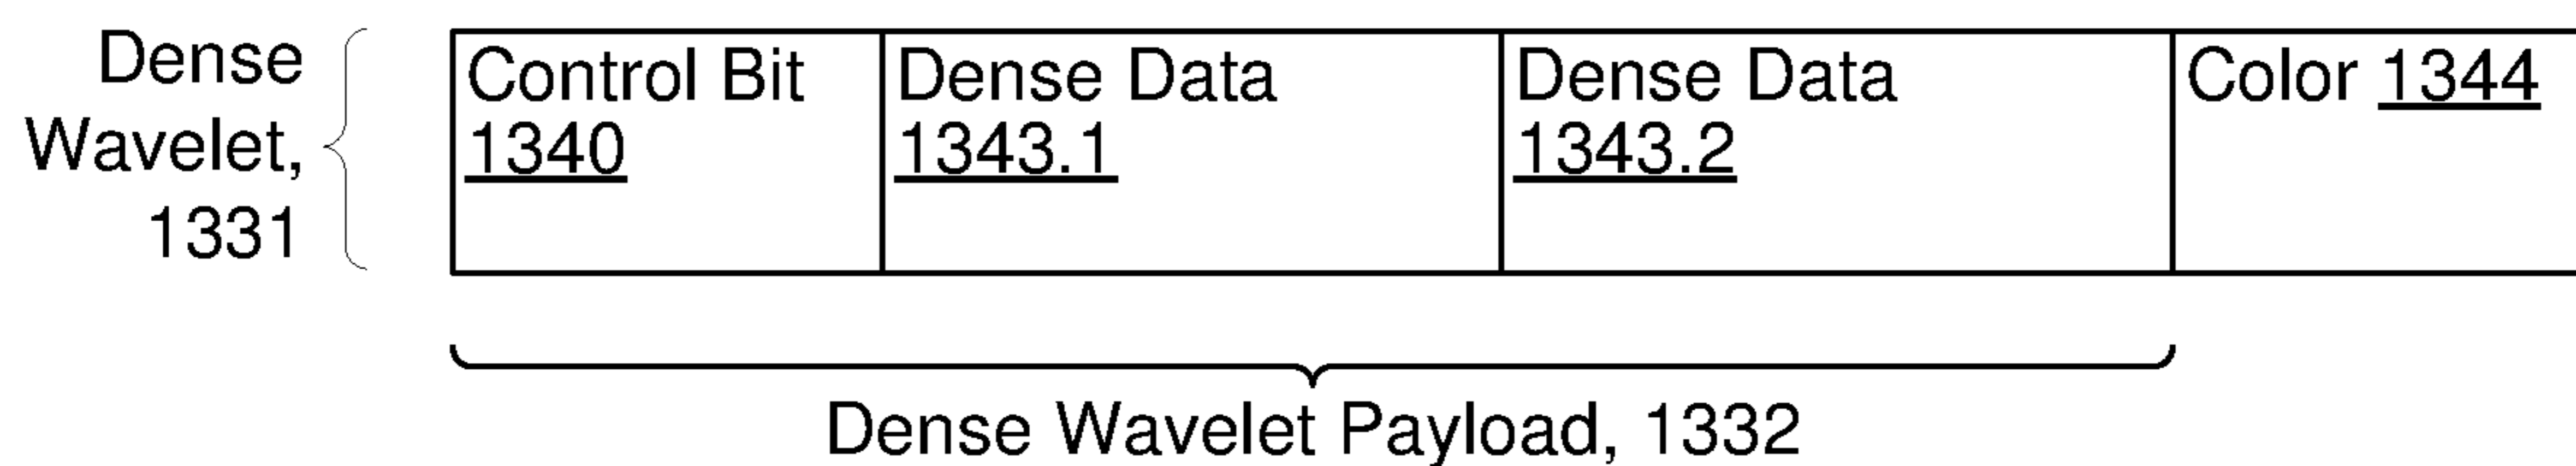 Dense
Wavelet,
1331
Control Bit
1340
Dense Data
1343.1
Dense Data
1343.2
Color 1344
Dense Wavelet Payload, 1332